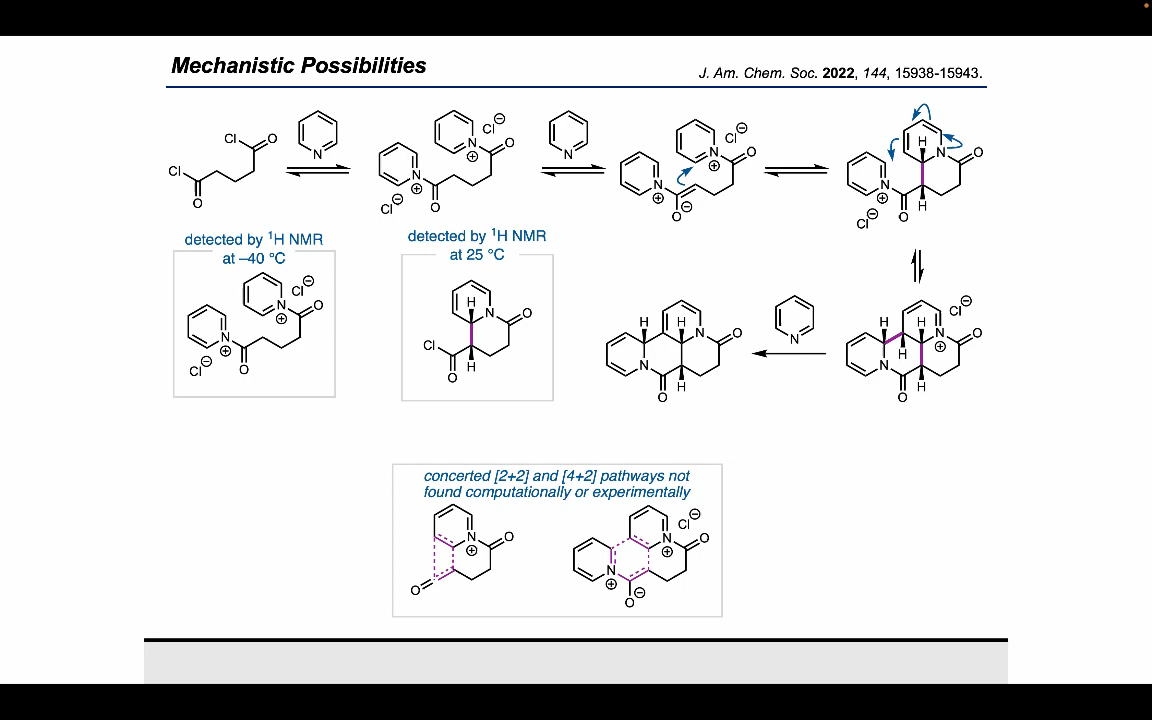 Mechanistic Possibilities
J. Am. Chem. Soc. 2022, 144, 15938-15943.
Cl
O
Cl
O
N
N
⊕
Cl⊖
O
N
⊕
Cl⊖
O
N
N
⊕
Cl⊖
O
N
⊕
O
⊖
H
N
O
N
⊕
Cl⊖
O
H
detected by ¹H NMR
at –40 °C
N
⊕
Cl⊖
O
N
⊕
Cl⊖
O
detected by ¹H NMR
at 25 °C
H
N
O
Cl
O
H
H
H
N
O
N
O
H
N
Cl⊖
H
H
N
⊕
O
H
N
O
H
concerted [2+2] and [4+2] pathways not
found computationally or experimentally
N
⊕
O
O
Cl⊖
N
⊕
O
N
⊕
O
⊖